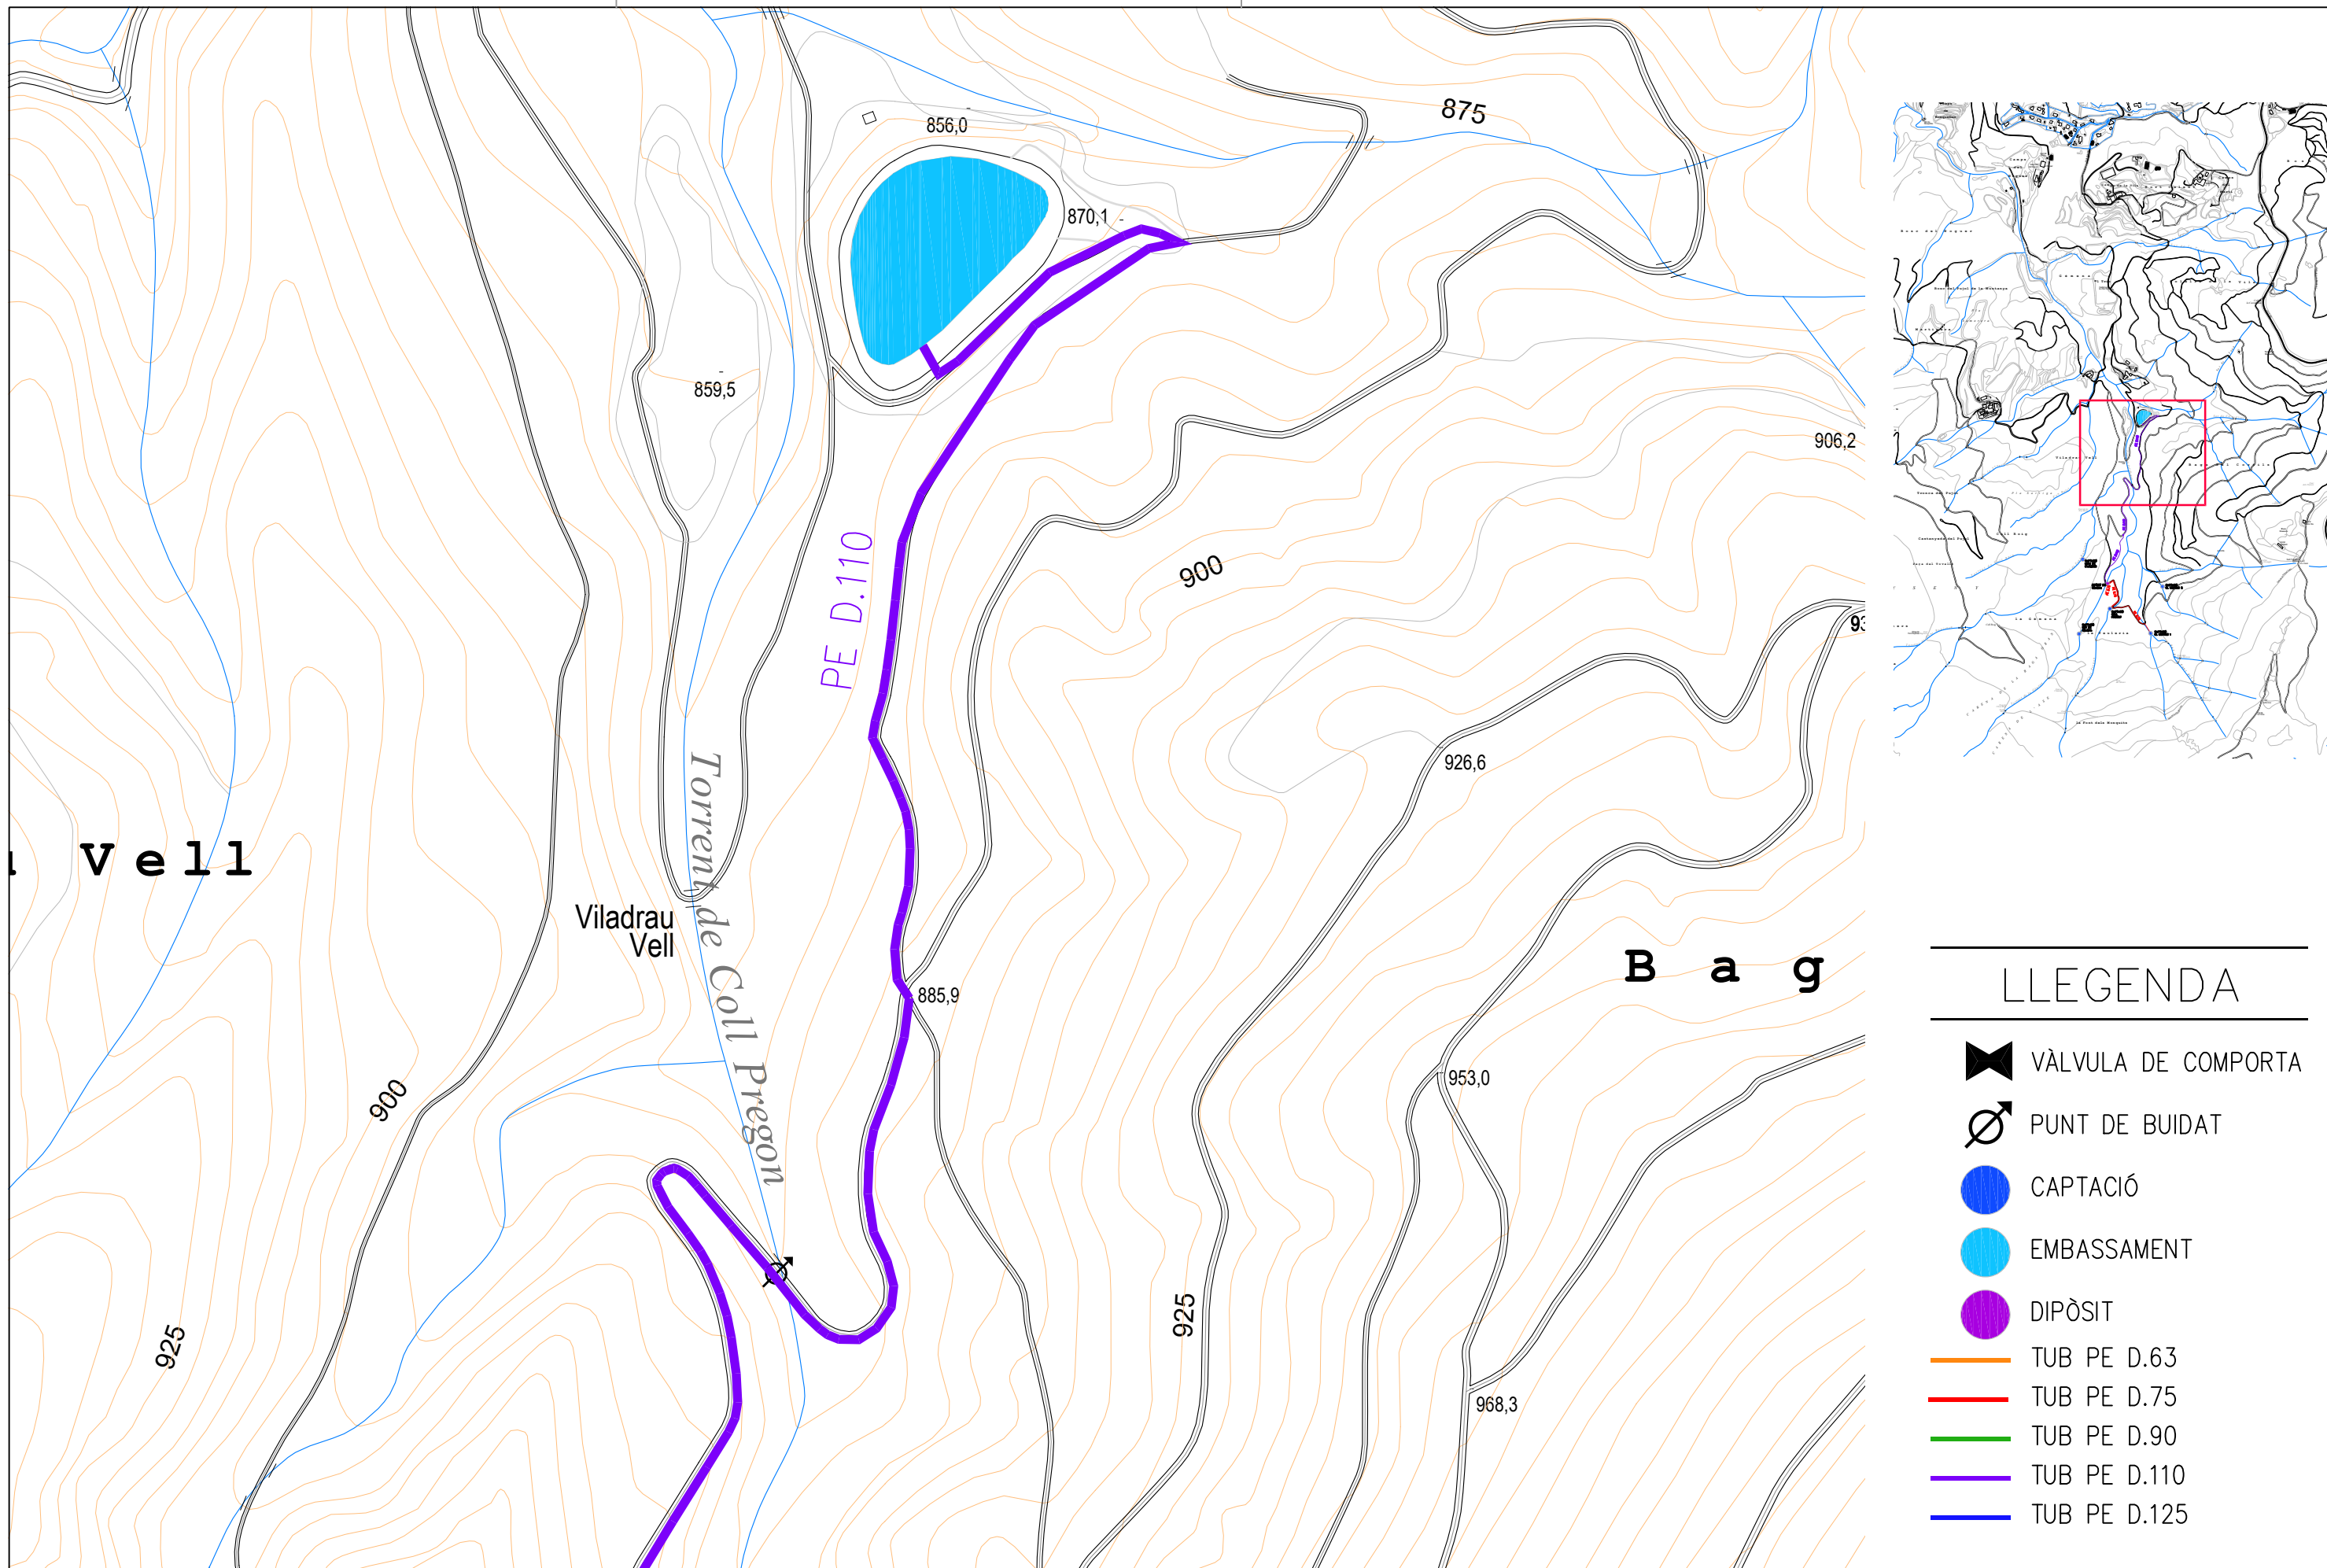 875
856,0
870,1
859,5
906,2
PE D.110
900
93
926,6
Torrent de Coll Pregon
Vell
Viladrau
Vell
B a g
885,9
953,0
900
925
925
968,3
LLEGENDA
VÀLVULA DE COMPORTA
PUNT DE BUIDAT
CAPTACIÓ
EMBASSAMENT
DIPÒSIT
TUB PE D.63
TUB PE D.75
TUB PE D.90
TUB PE D.110
TUB PE D.125